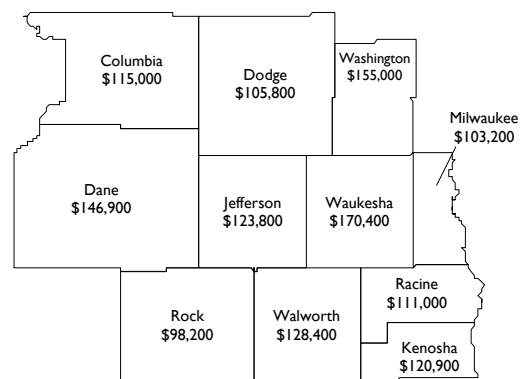 Columbia
$115,000
Dodge
$105,800
Washington
$155,000
Milwaukee
$103,200
Dane
$146,900
Jefferson
$123,800
Waukesha
$170,400
Racine
$111,000
Rock
$98,200
Walworth
$128,400
Kenosha
$120,900